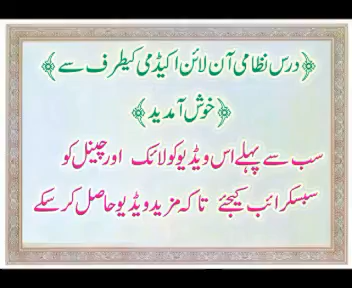 ﴿درس نظامی آن لائن اکیڈمی کیطرف سے﴾
﴿خوش آمدید﴾
سب سے پہلے اس ویڈیو کو لائک اور چینل کو
سبسکرائب کیجئے تاکہ مزید ویڈیو حاصل کر سکے